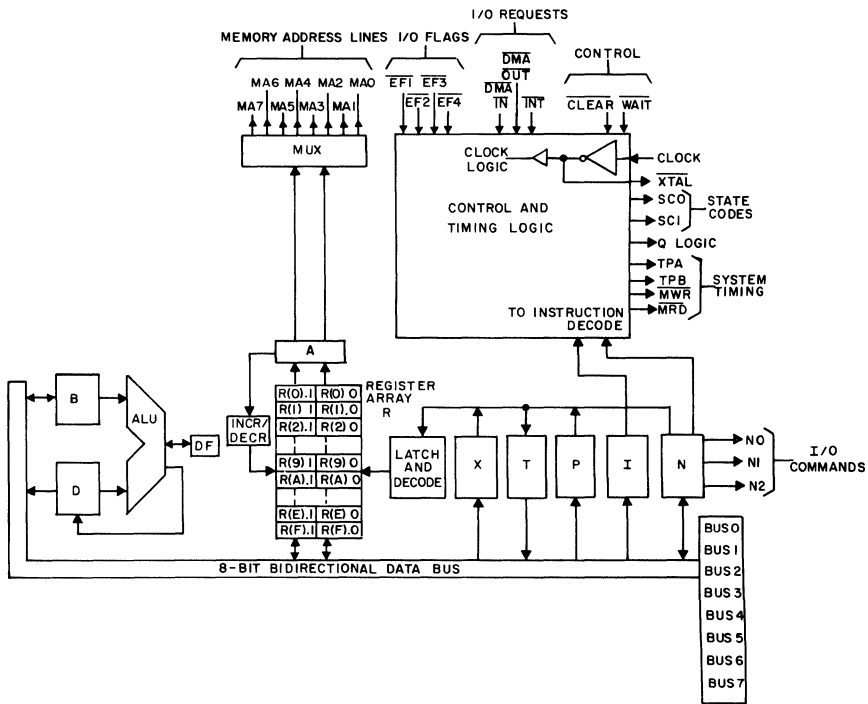 I/O REQUESTS
MEMORY ADDRESS LINES I/O FLAGS
DMA OUT
CONTROL
MA6 MA4 MA2 MA0
EF1 EF3
DMA IN
MA7 MA5 MA3 MA1
EF2 EF4
INT
CLEAR WAIT
MUX
CLOCK LOGIC
CLOCK
XTAL
CONTROL AND
TIMING LOGIC
SCO
SCI
STATE
CODES
Q LOGIC
TPA
TPB
MWR
MRD
SYSTEM
TIMING
TO INSTRUCTION
DECODE
A
R(0).1 R(0) 0
R(1) 1 R(1).0
R(2).1 R(2) 0
R(9) 1 R(9) 0
R(A).1 R(A) 0
R(E).1 R(E) 0
R(F).1 R(F).0
REGISTER
ARRAY
R
INCR/
DECR
B
ALU
DF
D
LATCH
AND
DECODE
X
T
P
I
N
N0
N1
N2
I/O
COMMANDS
8-BIT BIDIRECTIONAL DATA BUS
BUS 0
BUS 1
BUS 2
BUS 3
BUS 4
BUS 5
BUS 6
BUS 7